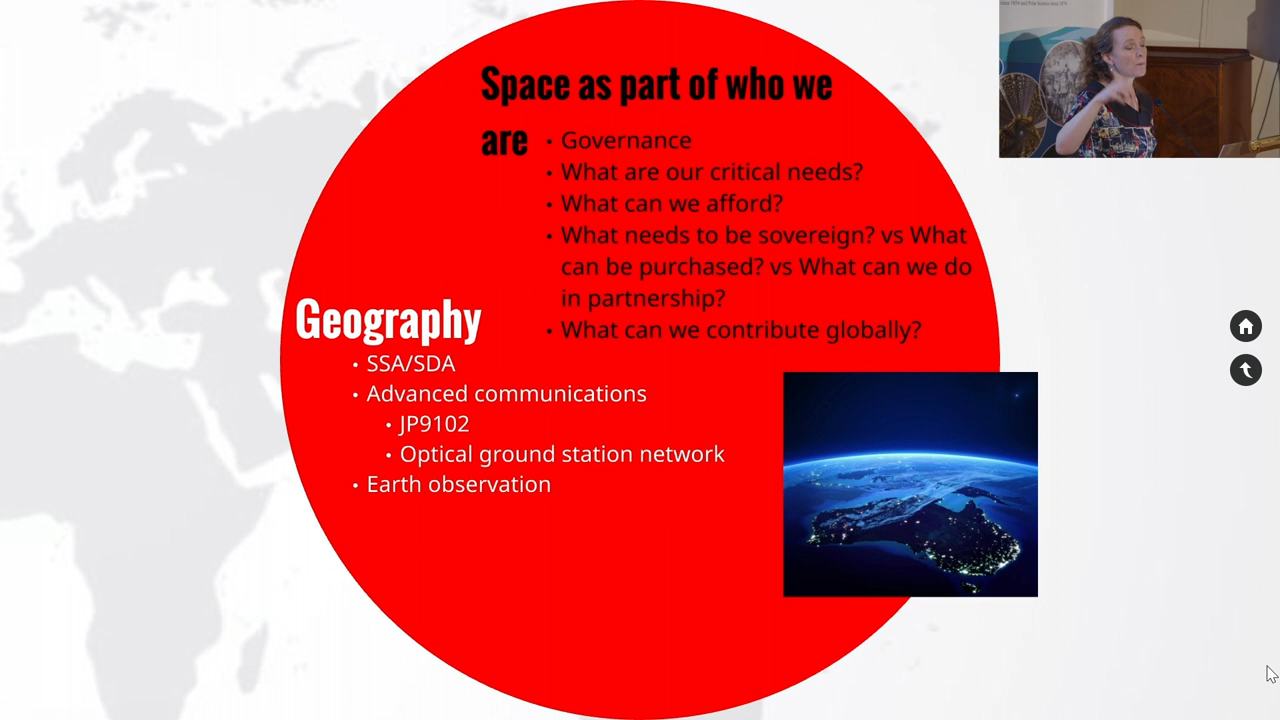 Space as part of who we
are
• Governance
• What are our critical needs?
• What can we afford?
• What needs to be sovereign? vs What
can be purchased? vs What can we do
in partnership?
• What can we contribute globally?
Geography
• SSA/SDA
• Advanced communications
• JP9102
• Optical ground station network
• Earth observation